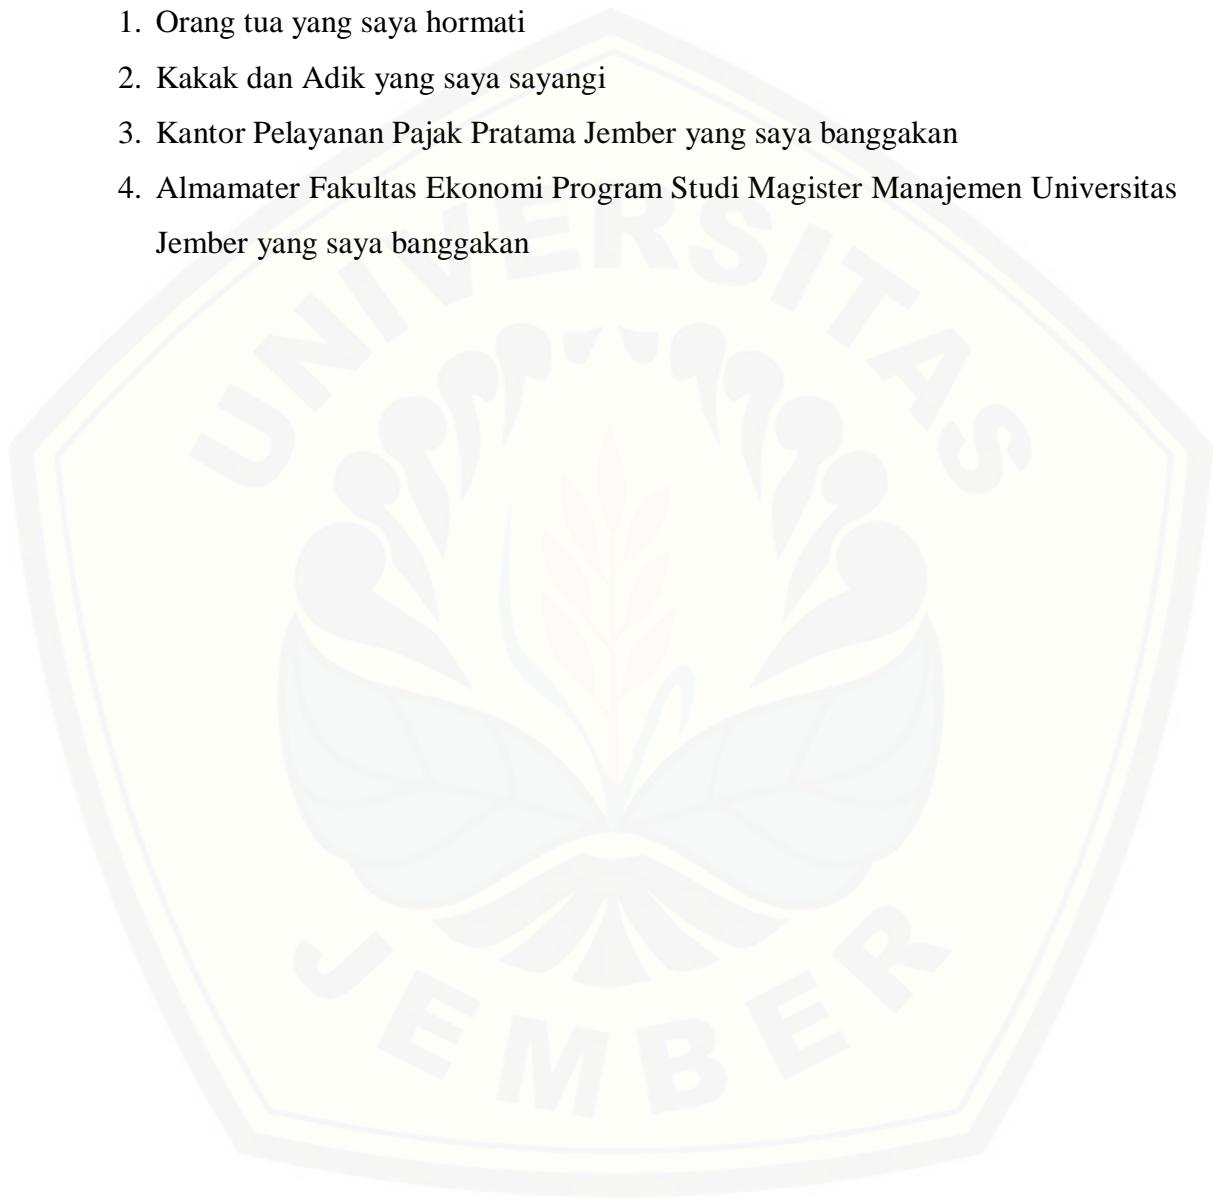 1. Orang tua yang saya hormati
2. Kakak dan Adik yang saya sayangi
3. Kantor Pelayanan Pajak Pratama Jember yang saya banggakan
4. Almamater Fakultas Ekonomi Program Studi Magister Manajemen Universitas
Jember yang saya banggakan
UNIVERSITAS
JEMBER